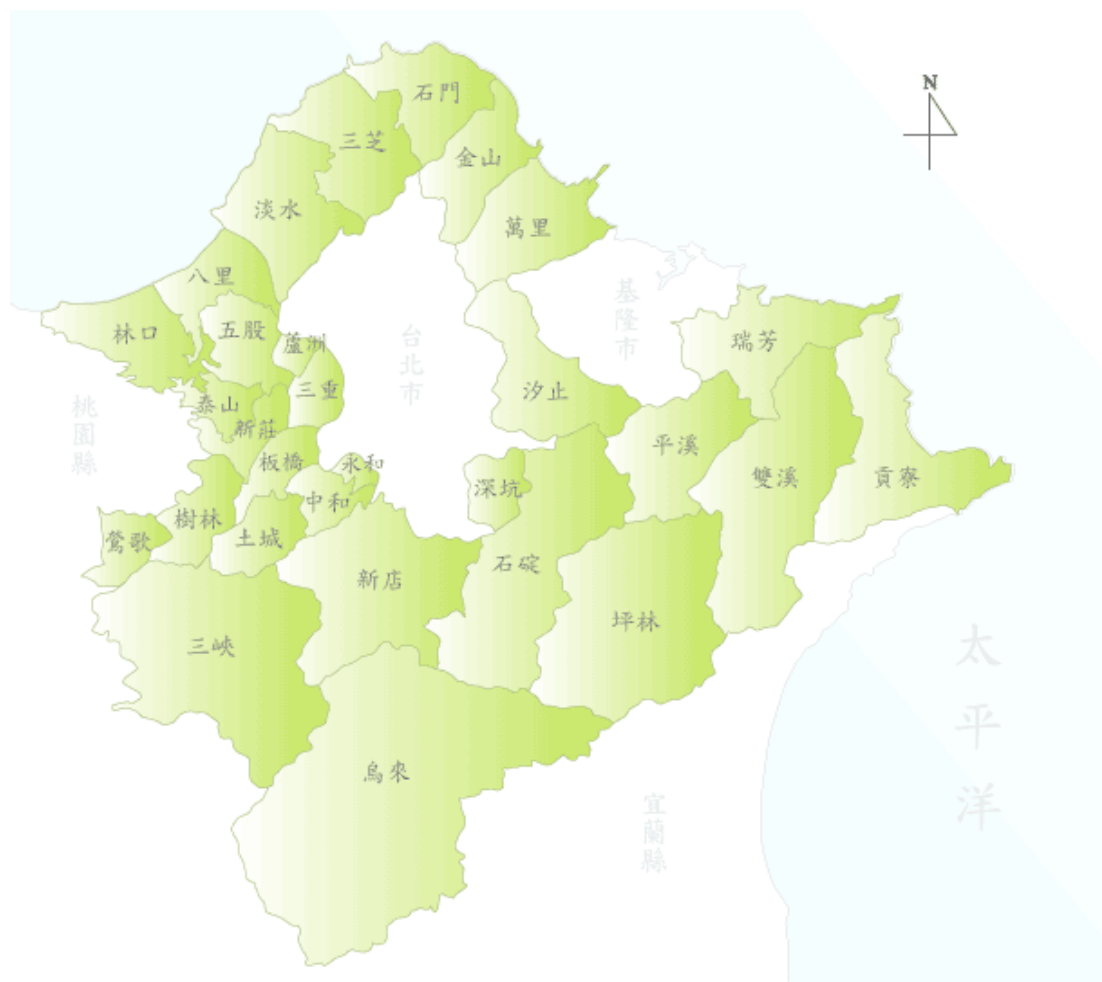 N
石門
三芝
金山
淡水
萬里
八里
基隆市
林口
五股
蘆洲
台北市
瑞芳
三重
汐止
泰山
桃園縣
新莊
平溪
板橋
永和
雙溪
貢寮
深坑
中和
樹林
土城
鶯歌
石碇
新店
坪林
三峽
太平洋
烏來
宜蘭縣